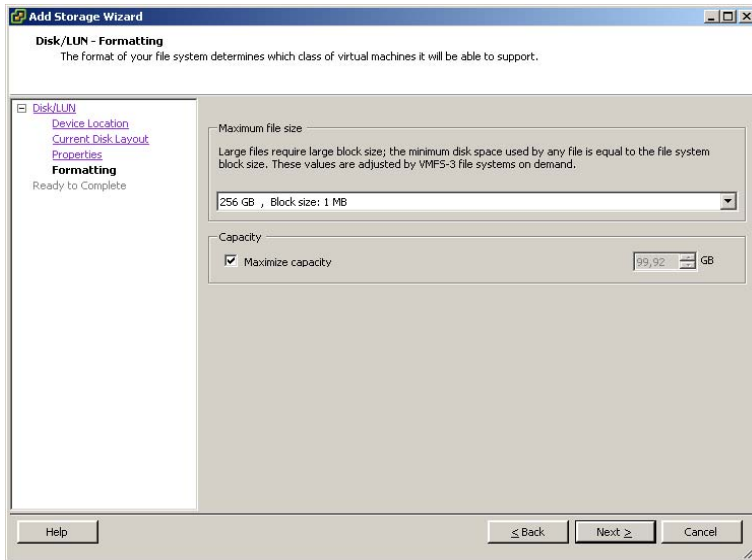 Add Storage Wizard
Disk/LUN - Formatting
The format of your file system determines which class of virtual machines it will be able to support.
Disk/LUN
Device Location
Current Disk Layout
Properties
Formatting
Ready to Complete
Maximum file size
Large files require large block size; the minimum disk space used by any file is equal to the file system
block size. These values are adjusted by VMFS-3 file systems on demand.
256 GB , Block size: 1 MB
Capacity
Maximize capacity
99,92 GB
Help
< Back
Next >
Cancel